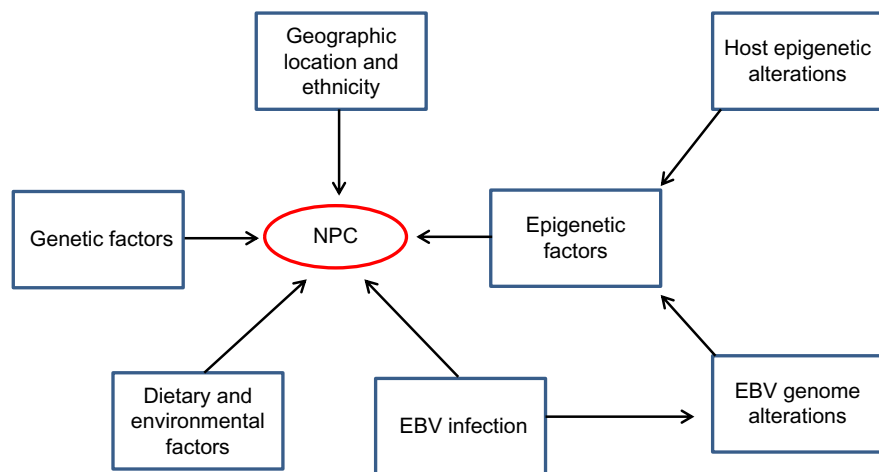 Geographic
location and
ethnicity
Host epigenetic
alterations
Genetic factors
NPC
Epigenetic
factors
Dietary and
environmental
factors
EBV infection
EBV genome
alterations